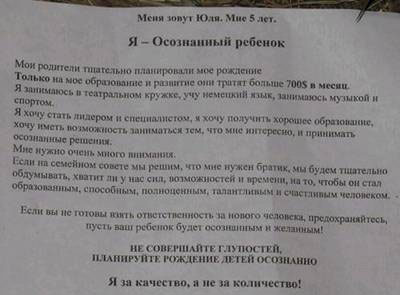 Меня зовут Юля. Мне 5 лет.
Я – Осознанный ребенок
Мои родители тщательно планировали мое рождение
Только на мое образование и развитие они тратят больше 700$ в месяц.
Я занимаюсь в театральном кружке, учу немецкий язык, занимаюсь музыкой и
спортом.
Я хочу стать лидером и специалистом, я хочу получить хорошее образование,
хочу иметь возможность заниматься тем, что мне интересно, и принимать
осознанные решения.
Мне нужно очень много внимания.
Если на семейном совете мы решим, что мне нужен братик, мы будем тщательно
обдумывать, хватит ли у нас сил, возможностей и времени, на то, чтобы он стал
образованным, способным, полноценным, талантливым и счастливым человеком.
Если вы не готовы взять ответственность за нового человека, предохраняйтесь,
пусть ваш ребенок будет осознанным и желанным!
НЕ СОВЕРШАЙТЕ ГЛУПОСТЕЙ,
ПЛАНИРУЙТЕ РОЖДЕНИЕ ДЕТЕЙ ОСОЗНАННО
Я за качество, а не за количество!